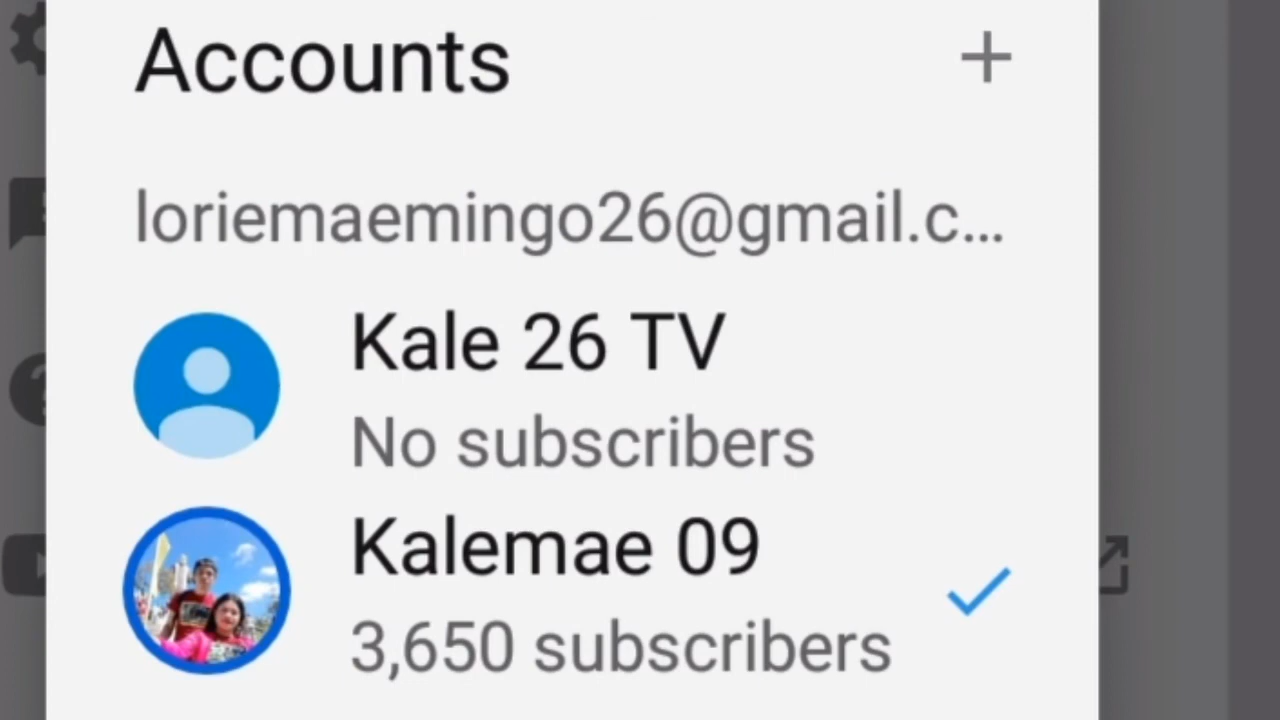 Accounts
loriemaemingo26@gmail.c...
Kale 26 TV
No subscribers
Kalemae 09
3,650 subscribers